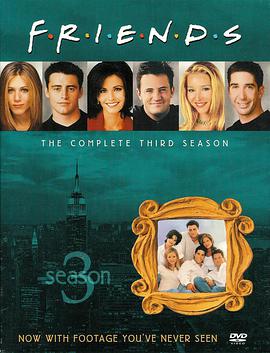 F·R·I·E·N·D·S
THE COMPLETE THIRD SEASON
season
3
NOW WITH FOOTAGE YOU'VE NEVER SEEN
DVD
VIDEO